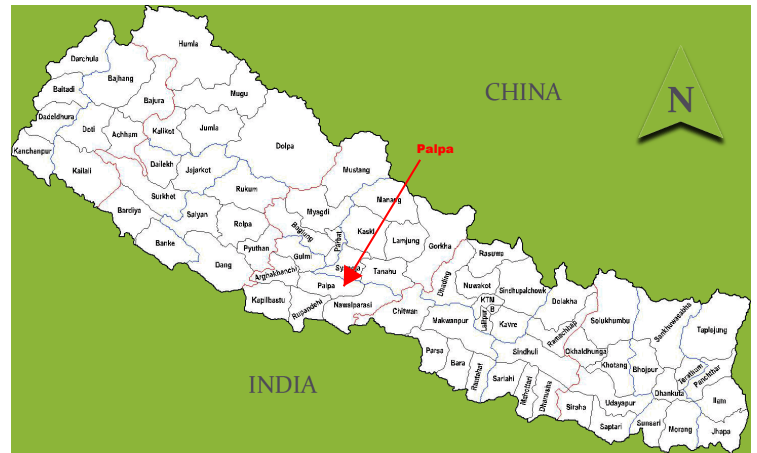 Humla
Darchula
Bajhang
Baitadi
Mugu
Bajura
CHINA
N
Dadeldhura
Doti
Achham
Kalikot
Jumla
Kanchanpur
Dolpa
Palpa
Kailali
Dailekh
Jajarkot
Mustang
Rukum
Surkhet
Manang
Bardiya
Salyan
Myagdi
Rolpa
Baglung
Parbat
Kaski
Lamjung
Gorkha
Banke
Pyuthan
Gulmi
Rasuwa
Dang
Arghakhanchi
Syangja
Tanahu
Dhading
Nuwakot
Sindhupalchowk
Palpa
Kapilbastu
Rupandehi
Nawalparasi
Chitwan
KTM
B
Lalitpur
Kavre
Dolakha
Ramechhap
Solukhumbu
Sankhuwasabha
Taplejung
Makwanpur
Sindhuli
Okhaldhunga
Khotang
Bhojpur
Terathum
Panchthar
Parsa
Bara
Rautahat
Sarlahi
Mahottari
Dhanusha
INDIA
Siraha
Udayapur
Dhankuta
Ilam
Saptari
Sunsari
Morang
Jhapa